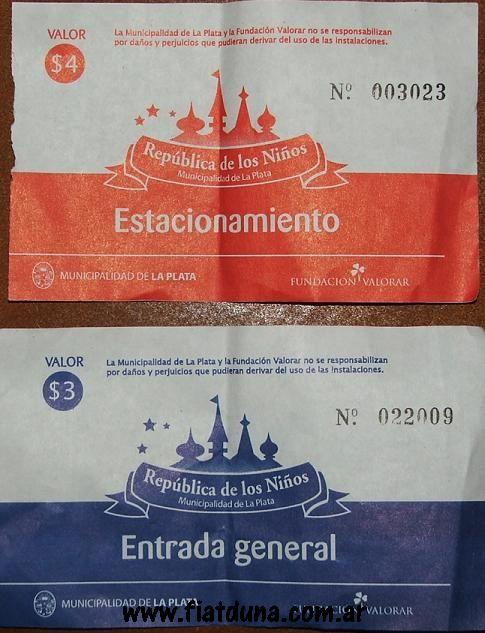 VALOR
$4
La Municipalidad de La Plata y la Fundación Valorar no se responsabilizan
por daños y perjuicios que pudieran derivar del uso de las instalaciones.
Nº 003023
República de los Niños
Municipalidad de La Plata
Estacionamiento
MUNICIPALIDAD DE LA PLATA
FUNDACIÓN VALORAR
VALOR
$3
La Municipalidad de La Plata y la Fundación Valorar no se responsabilizan
por daños y perjuicios que pudieran derivar del uso de las instalaciones.
Nº 022009
República de los Niños
Municipalidad de La Plata
Entrada general
MUNICIPALIDAD DE LA PLATA
FUNDACIÓN VALORAR
www.fiatduna.com.ar